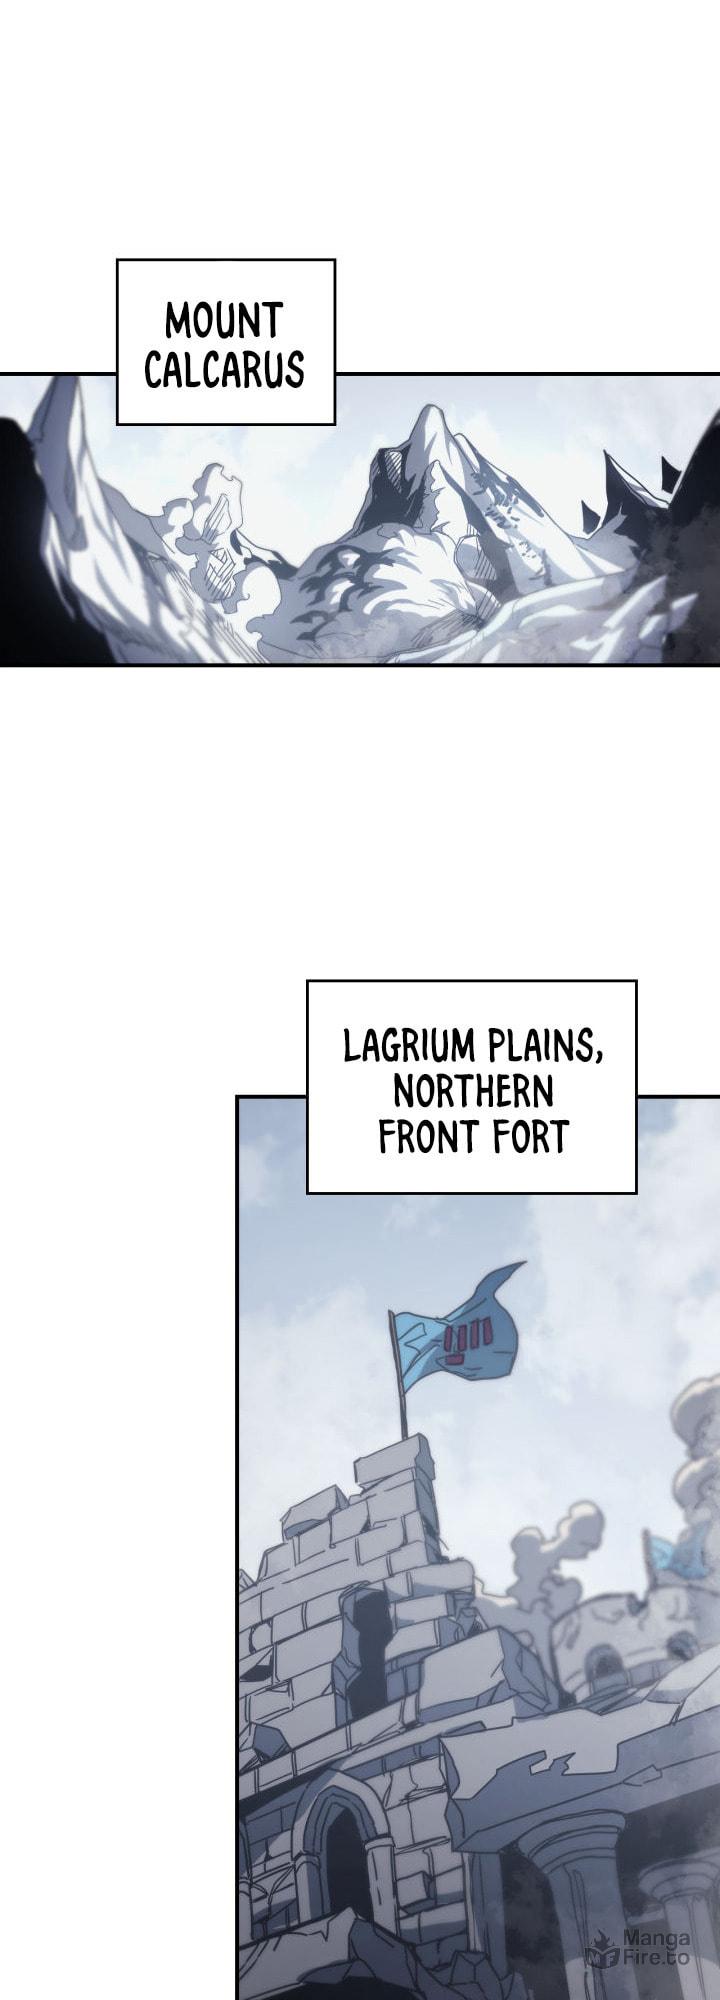 MOUNT
CALCARUS
LAGRIUM PLAINS,
NORTHERN
FRONT FORT
Manga
Fire.to